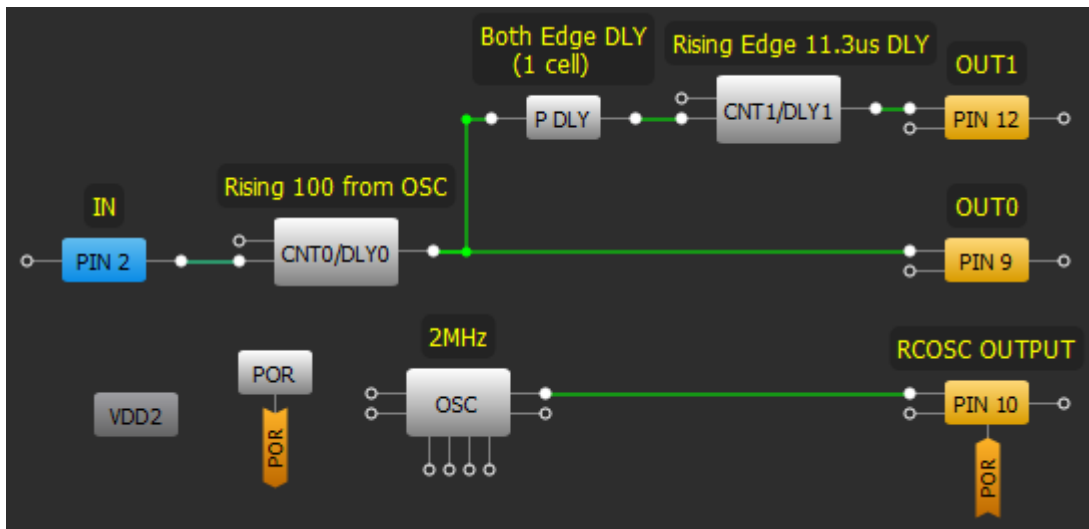 Both Edge DLY
(1 cell)
Rising Edge 11.3us DLY
OUT1
P DLY
CNT1/DLY1
PIN 12
Rising 100 from OSC
IN
OUT0
PIN 2
CNT0/DLY0
PIN 9
2MHz
RCOSC OUTPUT
POR
VDD2
OSC
PIN 10
POR
POR